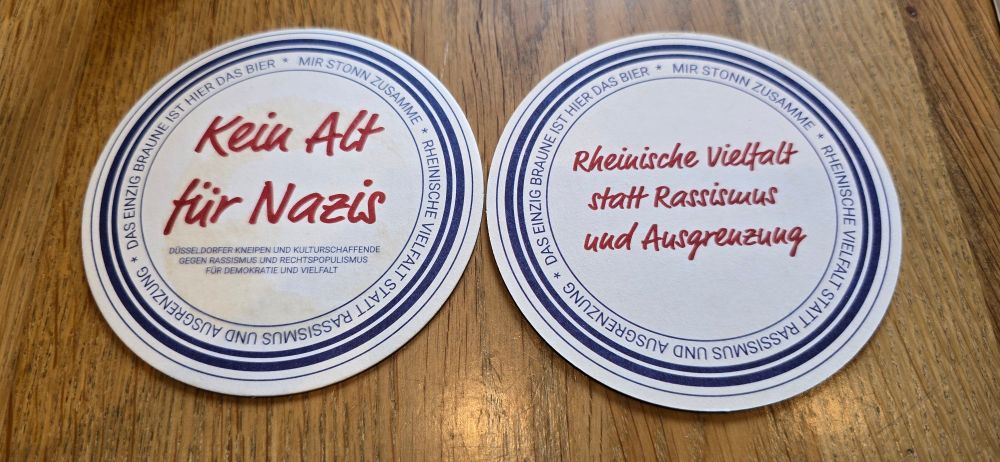 Kein Alt
für Nazis
DÜSSELDORFER KNEIPEN UND KULTURSCHAFFENDE
GEGEN RASSISMUS UND RECHTSPOPULISMUS
FÜR DEMOKRATIE UND VIELFALT
* DAS EINZIG BRAUNE IST HIER DAS BIER * MIR STONN ZUSAMME * RHEINISCHE VIELFALT STATT RASSISMUS UND AUSGRENZUNG
Rheinische Vielfalt
statt Rassismus
und Ausgrenzung
* DAS EINZIG BRAUNE IST HIER DAS BIER * MIR STONN ZUSAMME * RHEINISCHE VIELFALT STATT RASSISMUS UND AUSGRENZUNG